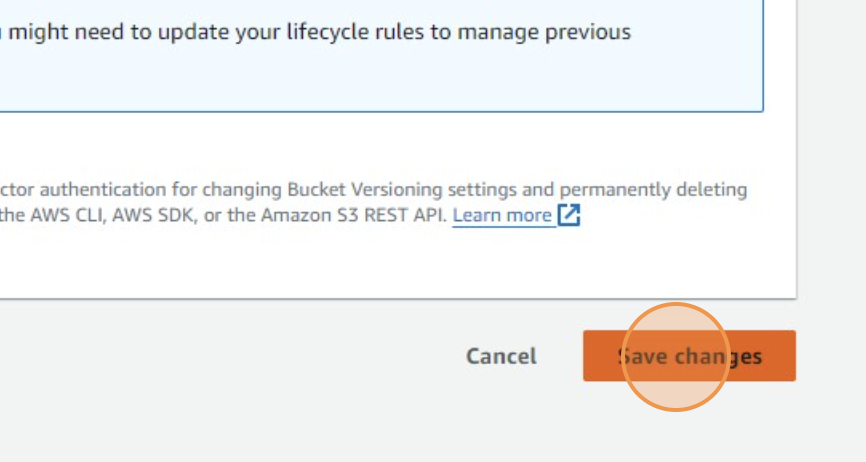 might need to update your lifecycle rules to manage previous
authentication for changing Bucket Versioning settings and permanently deleting
the AWS CLI, AWS SDK, or the Amazon S3 REST API. Learn more
Cancel
Save changes